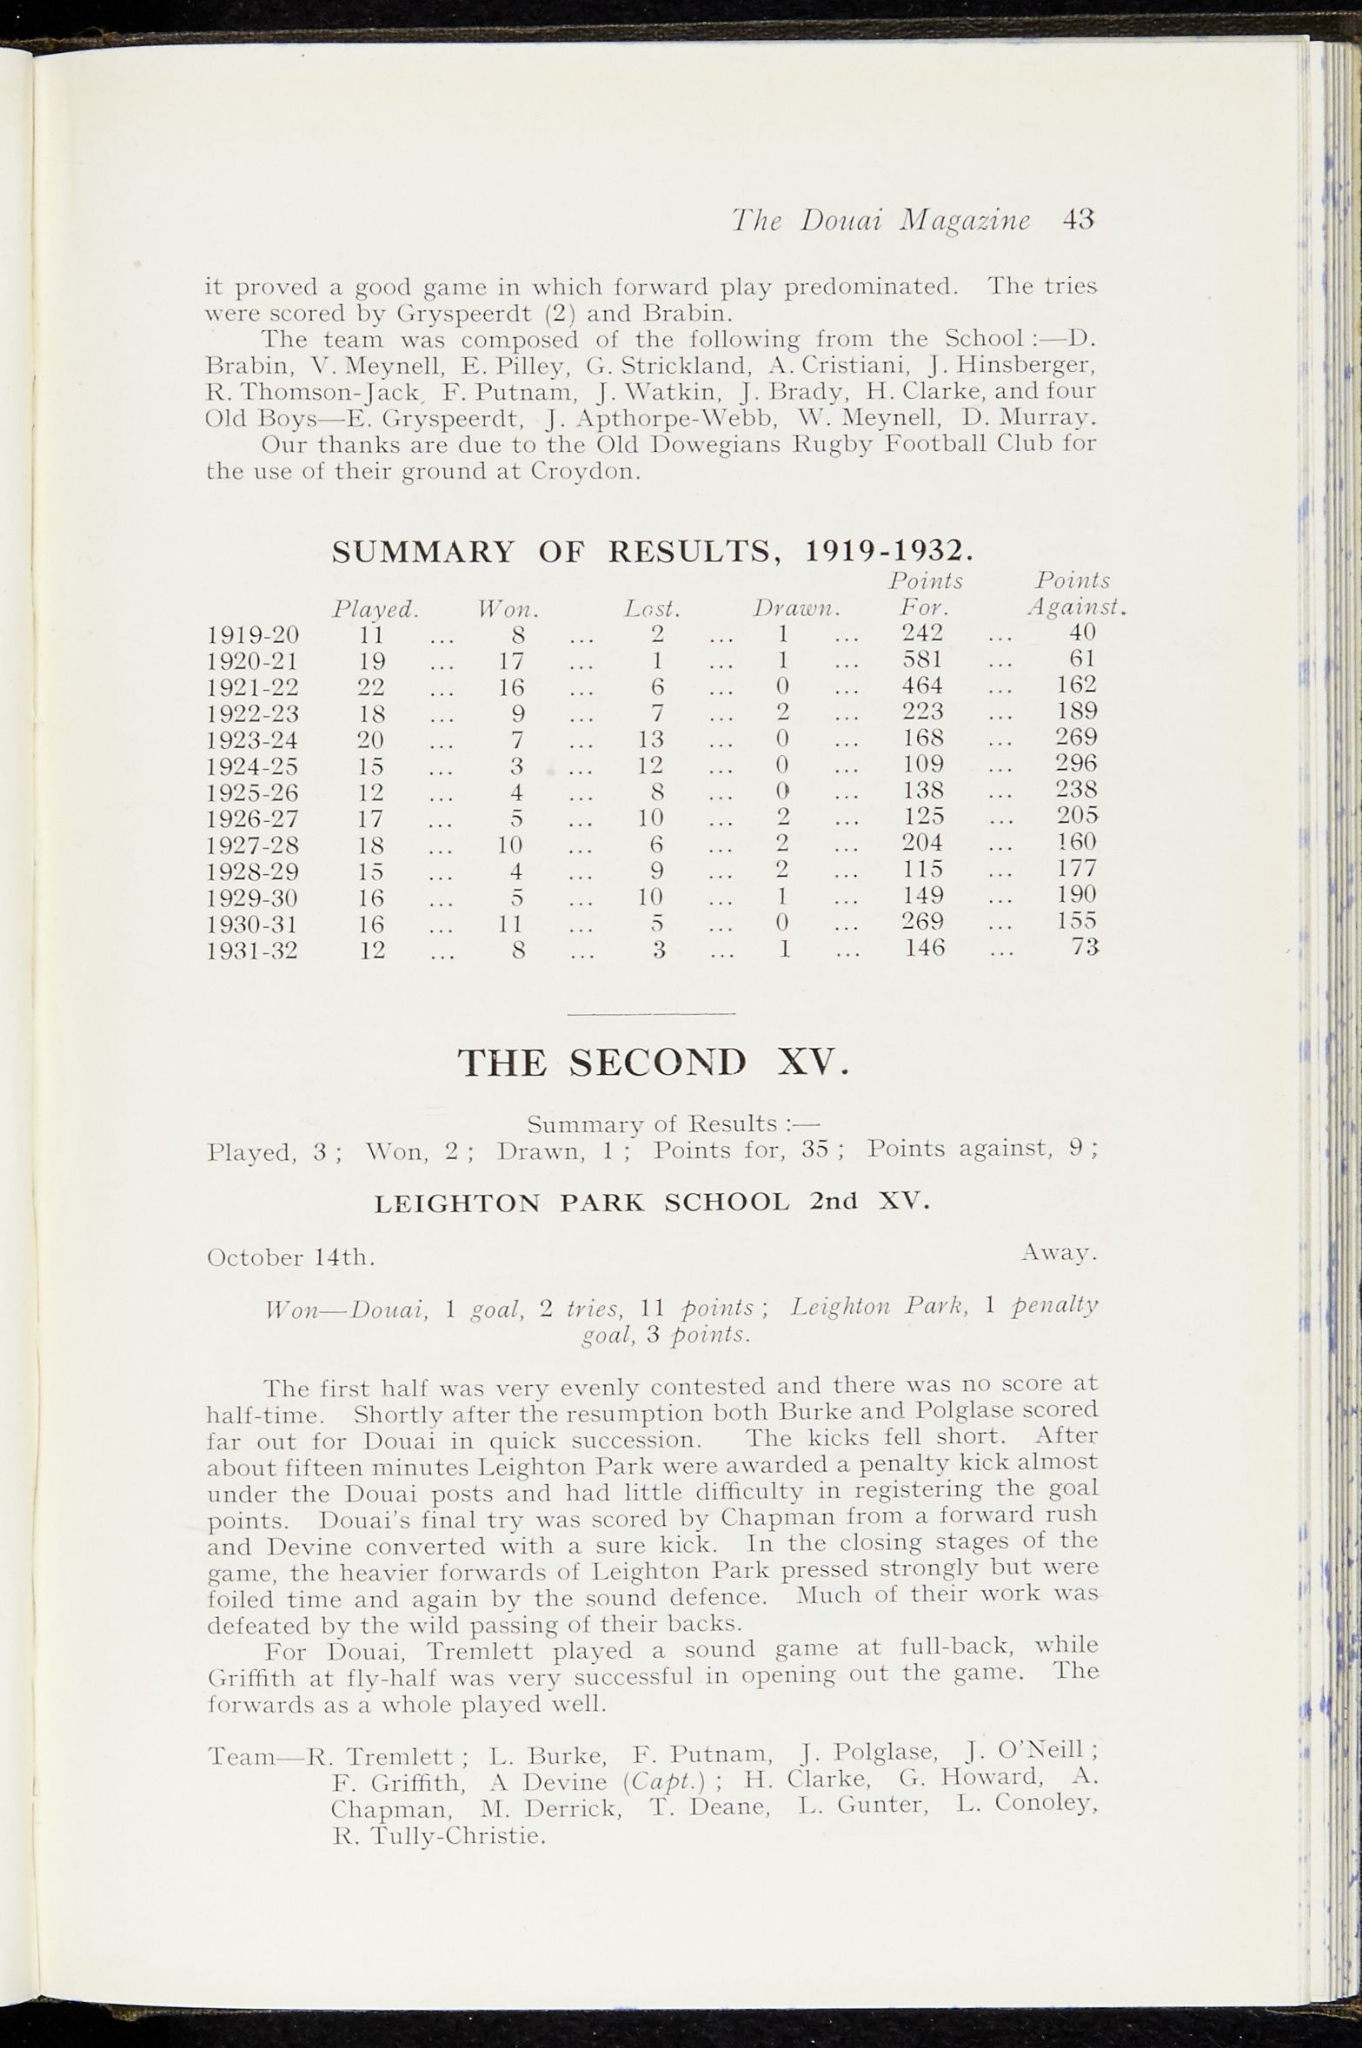 The Douai Magazine 43
it proved a good game in which forward play predominated. The tries
were scored by Gryspeerdt (2) and Brabin.
The team was composed of the following from the School :—D.
Brabin, V. Meynell, E. Pilley, G. Strickland, A. Cristiani, J. Hinsberger,
R. Thomson-Jack, F. Putnam, J. Watkin, J. Brady, H. Clarke, and four
Old Boys—E. Gryspeerdt, J. Apthorpe-Webb, W. Meynell, D. Murray.
Our thanks are due to the Old Dowegians Rugby Football Club for
the use of their ground at Croydon.
SUMMARY OF RESULTS, 1919-1932.
Points Points
Played. Won. Lost. Drawn. For. Against.
1919-20 11 ... 8 ... 2 ... 1 ... 242 ... 40
1920-21 19 ... 17 ... 1 ... 1 ... 581 ... 61
1921-22 22 ... 16 ... 6 ... 0 ... 464 ... 162
1922-23 18 ... 9 ... 7 ... 2 ... 223 ... 189
1923-24 20 ... 7 ... 13 ... 0 ... 168 ... 269
1924-25 15 ... 3 ... 12 ... 0 ... 109 ... 296
1925-26 12 ... 4 ... 8 ... 0 ... 138 ... 238
1926-27 17 ... 5 ... 10 ... 2 ... 125 ... 205
1927-28 18 ... 10 ... 6 ... 2 ... 204 ... 160
1928-29 15 ... 4 ... 9 ... 2 ... 115 ... 177
1929-30 16 ... 5 ... 10 ... 1 ... 149 ... 190
1930-31 16 ... 11 ... 5 ... 0 ... 269 ... 155
1931-32 12 ... 8 ... 3 ... 1 ... 146 ... 73
THE SECOND XV.
Summary of Results :—
Played, 3 ; Won, 2 ; Drawn, 1 ; Points for, 35 ; Points against, 9 ;
LEIGHTON PARK SCHOOL 2nd XV.
October 14th. Away.
Won—Douai, 1 goal, 2 tries, 11 points ; Leighton Park, 1 penalty
goal, 3 points.
The first half was very evenly contested and there was no score at
half-time. Shortly after the resumption both Burke and Polglase scored
far out for Douai in quick succession. The kicks fell short. After
about fifteen minutes Leighton Park were awarded a penalty kick almost
under the Douai posts and had little difficulty in registering the goal
points. Douai's final try was scored by Chapman from a forward rush
and Devine converted with a sure kick. In the closing stages of the
game, the heavier forwards of Leighton Park pressed strongly but were
foiled time and again by the sound defence. Much of their work was
defeated by the wild passing of their backs.
For Douai, Tremlett played a sound game at full-back, while
Griffith at fly-half was very successful in opening out the game. The
forwards as a whole played well.
Team—R. Tremlett ; L. Burke, F. Putnam, J. Polglase, J. O'Neill ;
F. Griffith, A Devine (Capt.) ; H. Clarke, G. Howard, A.
Chapman, M. Derrick, T. Deane, L. Gunter, L. Conoley,
R. Tully-Christie.